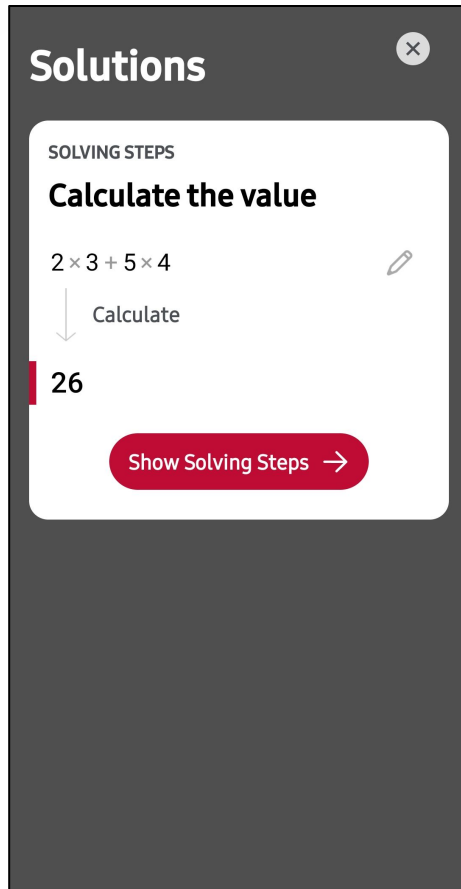 Solutions
SOLVING STEPS
Calculate the value
2 × 3 + 5 × 4
Calculate
26
Show Solving Steps →